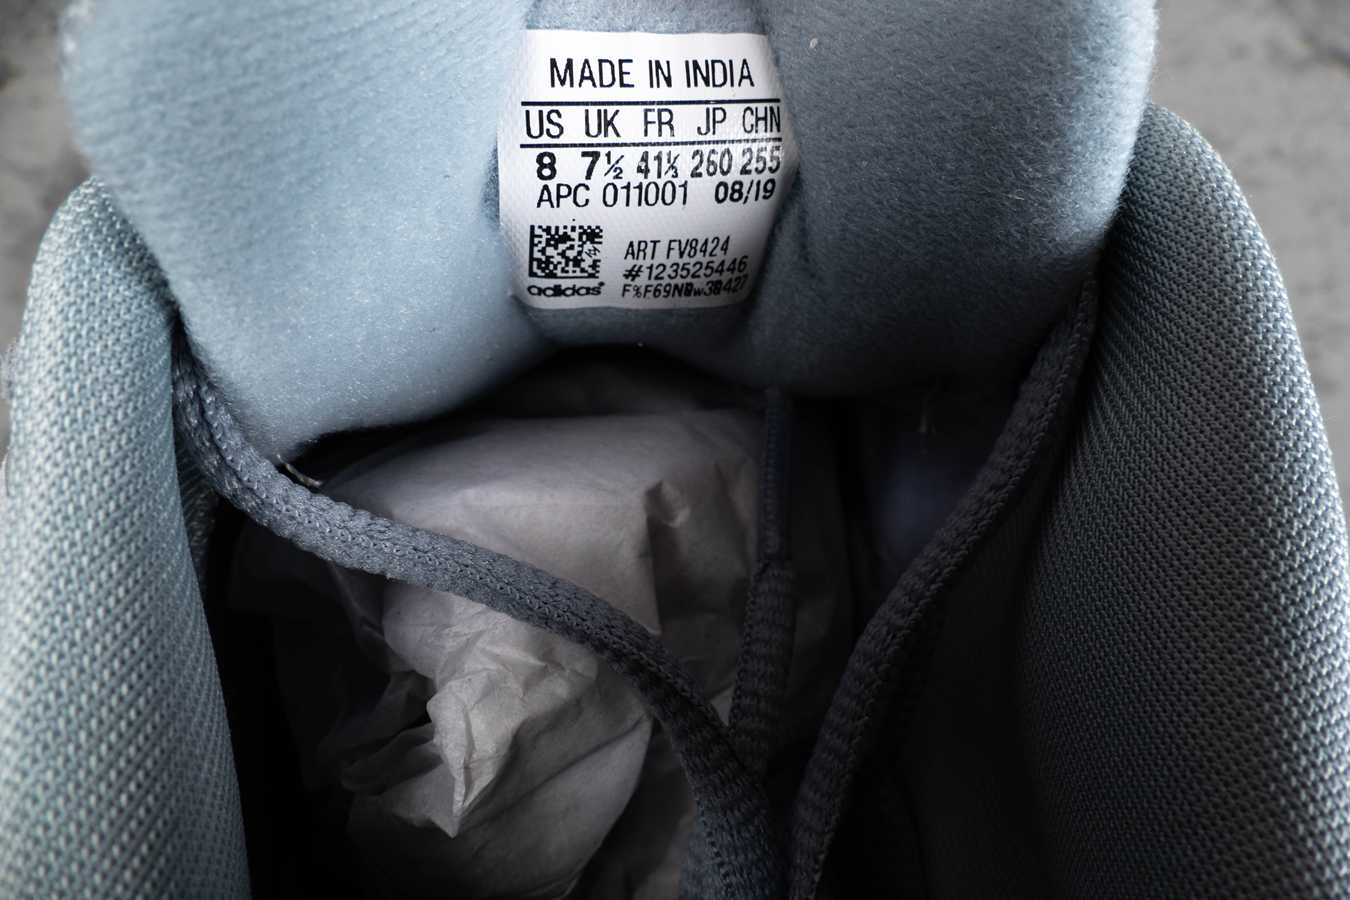 MADE IN INDIA
US UK FR JP CHN
8 7½ 41⅓ 260 255
APC 011001 08/19
ART FV8424
#123525446
adidas